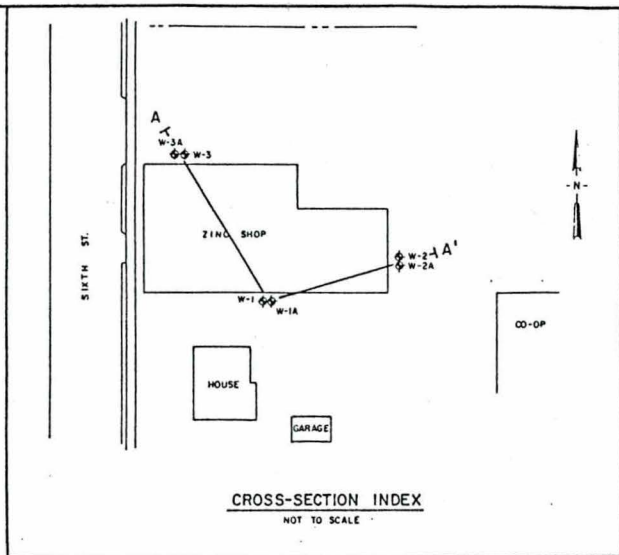 A
W-3A
W-3
- N -
ZINC SHOP
SIXTH ST.
W-2
A'
W-2A
W-1
W-1A
CO-OP
HOUSE
GARAGE
CROSS-SECTION INDEX
NOT TO SCALE